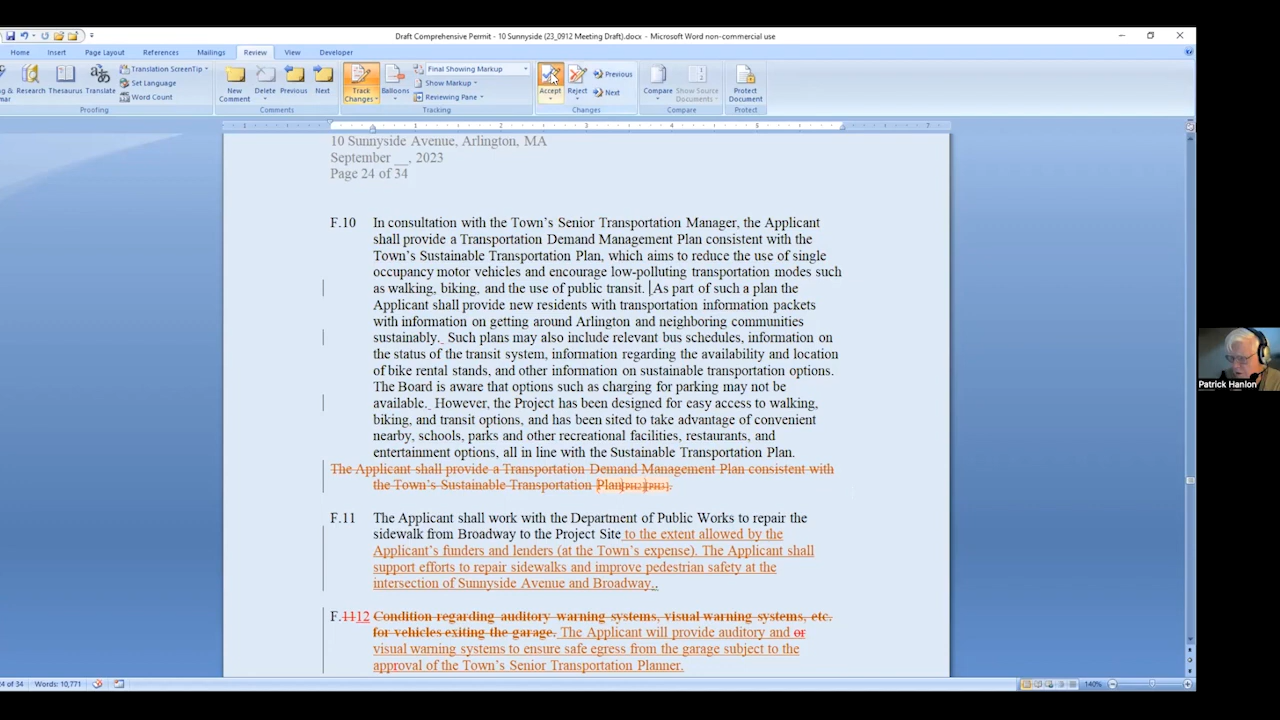 Draft Comprehensive Permit - 10 Sunnyside (23_0912 Meeting Draft).docx - Microsoft Word non-commercial use
Home Insert Page Layout References Mailings Review View Developer
Research Thesaurus Translate
Translation ScreenTip
Set Language
Word Count
New Comment Delete Previous Next
Track Changes Balloons
Final Showing Markup
Show Markup
Reviewing Pane
Accept Reject Previous
Next
Compare Show Source Documents
Protect Document
Proofing Comments Tracking Changes Compare Protect
10 Sunnyside Avenue, Arlington, MA
September __, 2023
Page 24 of 34
F.10 In consultation with the Town's Senior Transportation Manager, the Applicant
shall provide a Transportation Demand Management Plan consistent with the
Town's Sustainable Transportation Plan, which aims to reduce the use of single
occupancy motor vehicles and encourage low-polluting transportation modes such
as walking, biking, and the use of public transit. As part of such a plan the
Applicant shall provide new residents with transportation information packets
with information on getting around Arlington and neighboring communities
sustainably. Such plans may also include relevant bus schedules, information on
the status of the transit system, information regarding the availability and location
of bike rental stands, and other information on sustainable transportation options.
The Board is aware that options such as charging for parking may not be
available. However, the Project has been designed for easy access to walking,
biking, and transit options, and has been sited to take advantage of convenient
nearby, schools, parks and other recreational facilities, restaurants, and
entertainment options, all in line with the Sustainable Transportation Plan.
The Applicant shall provide a Transportation Demand Management Plan consistent with
the Town's Sustainable Transportation Plan[PH2][PH3].
F.11 The Applicant shall work with the Department of Public Works to repair the
sidewalk from Broadway to the Project Site to the extent allowed by the
Applicant's funders and lenders (at the Town's expense). The Applicant shall
support efforts to repair sidewalks and improve pedestrian safety at the
intersection of Sunnyside Avenue and Broadway..
F.1112 Condition regarding auditory warning systems, visual warning systems, etc.
for vehicles exiting the garage. The Applicant will provide auditory and or
visual warning systems to ensure safe egress from the garage subject to the
approval of the Town's Senior Transportation Planner.
Patrick Hanlon
24 of 34 Words: 10,771 140%